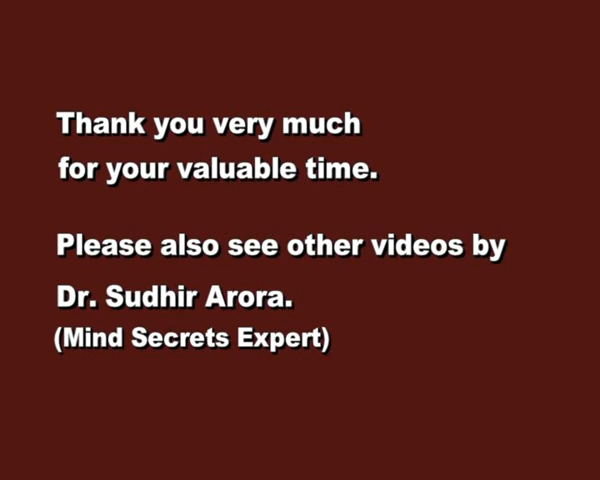 Thank you very much
for your valuable time.
Please also see other videos by
Dr. Sudhir Arora.
(Mind Secrets Expert)